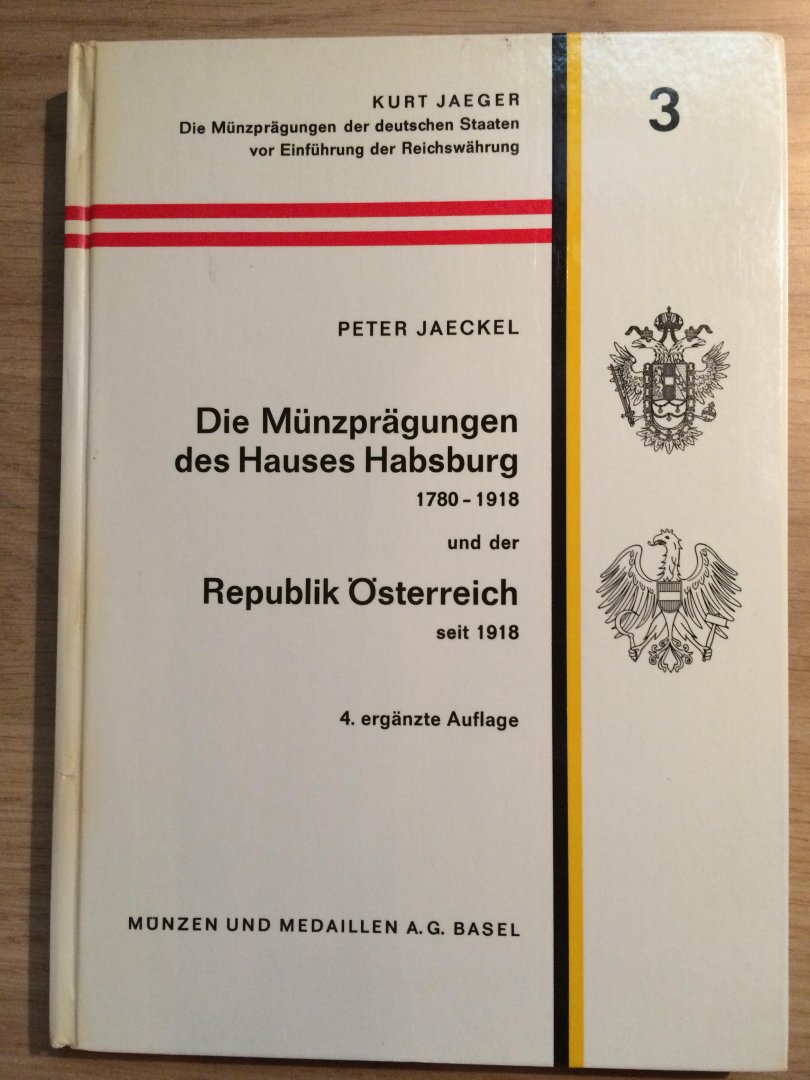 KURT JAEGER
Die Münzprägungen der deutschen Staaten
vor Einführung der Reichswährung
3
PETER JAECKEL
Die Münzprägungen
des Hauses Habsburg
1780 - 1918
und der
Republik Österreich
seit 1918
4. ergänzte Auflage
MÜNZEN UND MEDAILLEN A.G. BASEL